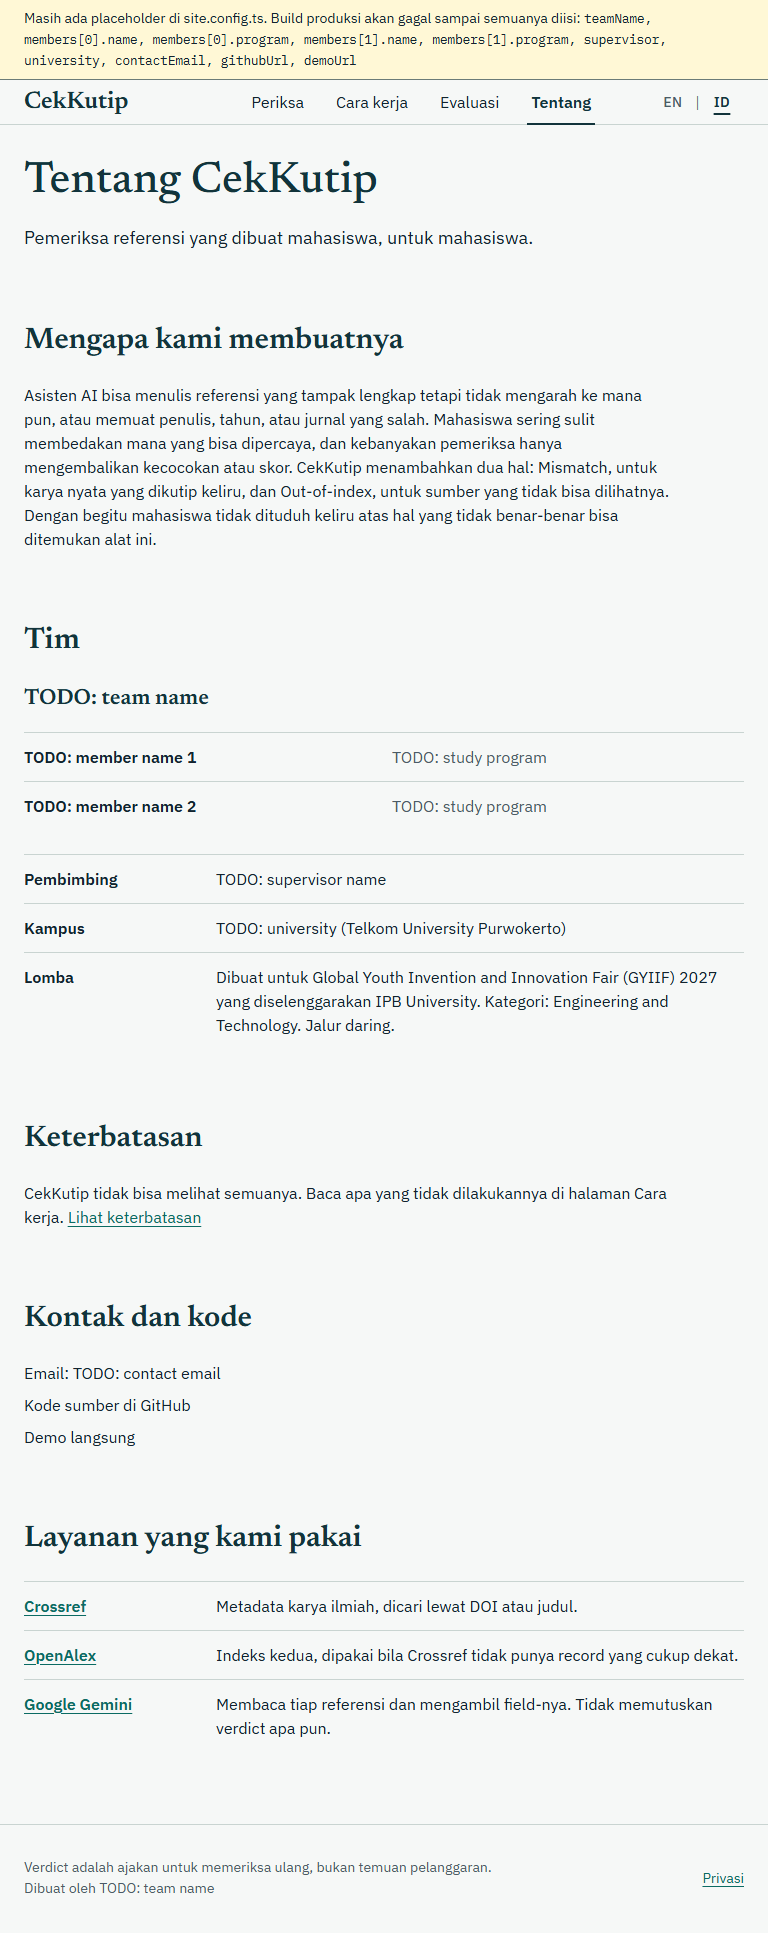 Masih ada placeholder di site.config.ts. Build produksi akan gagal sampai semuanya diisi: teamName,
members[0].name, members[0].program, members[1].name, members[1].program, supervisor,
university, contactEmail, githubUrl, demoUrl
CekKutip Periksa Cara kerja Evaluasi Tentang EN | ID
Tentang CekKutip
Pemeriksa referensi yang dibuat mahasiswa, untuk mahasiswa.
Mengapa kami membuatnya
Asisten AI bisa menulis referensi yang tampak lengkap tetapi tidak mengarah ke mana
pun, atau memuat penulis, tahun, atau jurnal yang salah. Mahasiswa sering sulit
membedakan mana yang bisa dipercaya, dan kebanyakan pemeriksa hanya
mengembalikan kecocokan atau skor. CekKutip menambahkan dua hal: Mismatch, untuk
karya nyata yang dikutip keliru, dan Out-of-index, untuk sumber yang tidak bisa dilihatnya.
Dengan begitu mahasiswa tidak dituduh keliru atas hal yang tidak benar-benar bisa
ditemukan alat ini.
Tim
TODO: team name
TODO: member name 1 TODO: study program
TODO: member name 2 TODO: study program
Pembimbing TODO: supervisor name
Kampus TODO: university (Telkom University Purwokerto)
Lomba Dibuat untuk Global Youth Invention and Innovation Fair (GYIIF) 2027
yang diselenggarakan IPB University. Kategori: Engineering and
Technology. Jalur daring.
Keterbatasan
CekKutip tidak bisa melihat semuanya. Baca apa yang tidak dilakukannya di halaman Cara
kerja. Lihat keterbatasan
Kontak dan kode
Email: TODO: contact email
Kode sumber di GitHub
Demo langsung
Layanan yang kami pakai
Crossref Metadata karya ilmiah, dicari lewat DOI atau judul.
OpenAlex Indeks kedua, dipakai bila Crossref tidak punya record yang cukup dekat.
Google Gemini Membaca tiap referensi dan mengambil field-nya. Tidak memutuskan
verdict apa pun.
Verdict adalah ajakan untuk memeriksa ulang, bukan temuan pelanggaran.
Dibuat oleh TODO: team name
Privasi